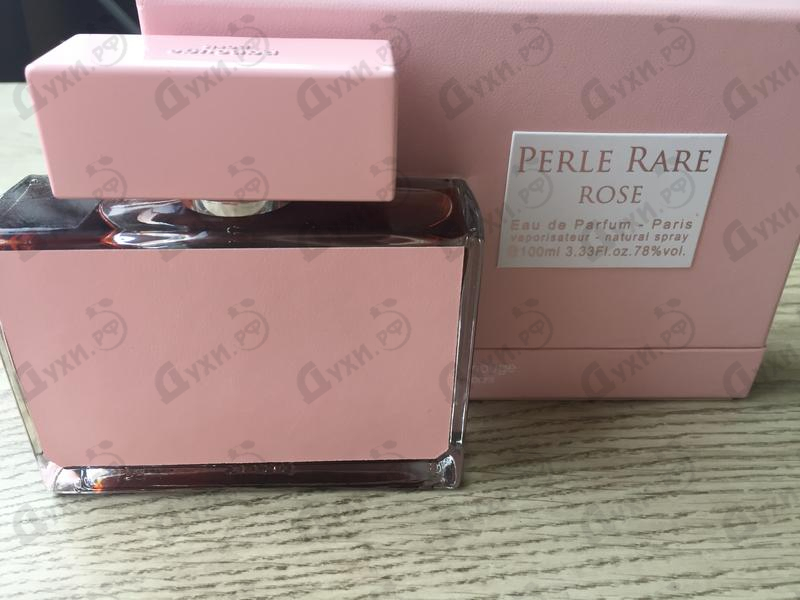 PERLE RARE
ROSE
Eau de Parfum - Paris
vaporisateur - natural spray
100ml 3.33Fl.oz.78%vol.
Духи.рф